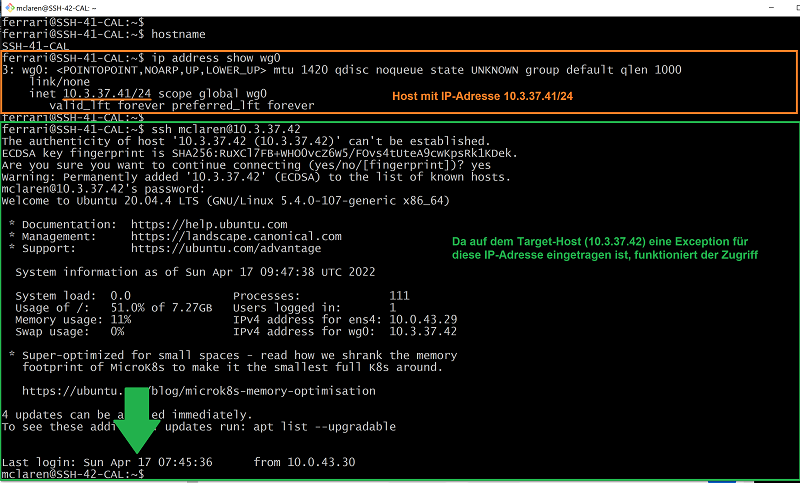 mclaren@SSH-42-CAL: ~
ferrari@SSH-41-CAL:~$
ferrari@SSH-41-CAL:~$ hostname
SSH-41-CAL
ferrari@SSH-41-CAL:~$ ip address show wg0
3: wg0: <POINTOPOINT,NOARP,UP,LOWER_UP> mtu 1420 qdisc noqueue state UNKNOWN group default qlen 1000
link/none
inet 10.3.37.41/24 scope global wg0
Host mit IP-Adresse 10.3.37.41/24
valid_lft forever preferred_lft forever
ferrari@SSH-41-CAL:~$
ferrari@SSH-41-CAL:~$ ssh mclaren@10.3.37.42
The authenticity of host '10.3.37.42 (10.3.37.42)' can't be established.
ECDSA key fingerprint is SHA256:RuXCl7FB+WHOOvcZ6W5/FOvs4tUteA9cwKpsRk1KDek.
Are you sure you want to continue connecting (yes/no/[fingerprint])? yes
Warning: Permanently added '10.3.37.42' (ECDSA) to the list of known hosts.
mclaren@10.3.37.42's password:
Welcome to Ubuntu 20.04.4 LTS (GNU/Linux 5.4.0-107-generic x86_64)
* Documentation: https://help.ubuntu.com
* Management: https://landscape.canonical.com
* Support: https://ubuntu.com/advantage
Da auf dem Target-Host (10.3.37.42) eine Exception für
diese IP-Adresse eingetragen ist, funktioniert der Zugriff
System information as of Sun Apr 17 09:47:38 UTC 2022
System load: 0.0 Processes: 111
Usage of /: 51.0% of 7.27GB Users logged in: 1
Memory usage: 11% IPv4 address for ens4: 10.0.43.29
Swap usage: 0% IPv4 address for wg0: 10.3.37.42
* Super-optimized for small spaces - read how we shrank the memory
footprint of MicroK8s to make it the smallest full K8s around.
https://ubuntu. /blog/microk8s-memory-optimisation
4 updates can be a ed immediately.
To see these addi updates run: apt list --upgradable
Last login: Sun Apr 17 07:45:36 from 10.0.43.30
mclaren@SSH-42-CAL:~$